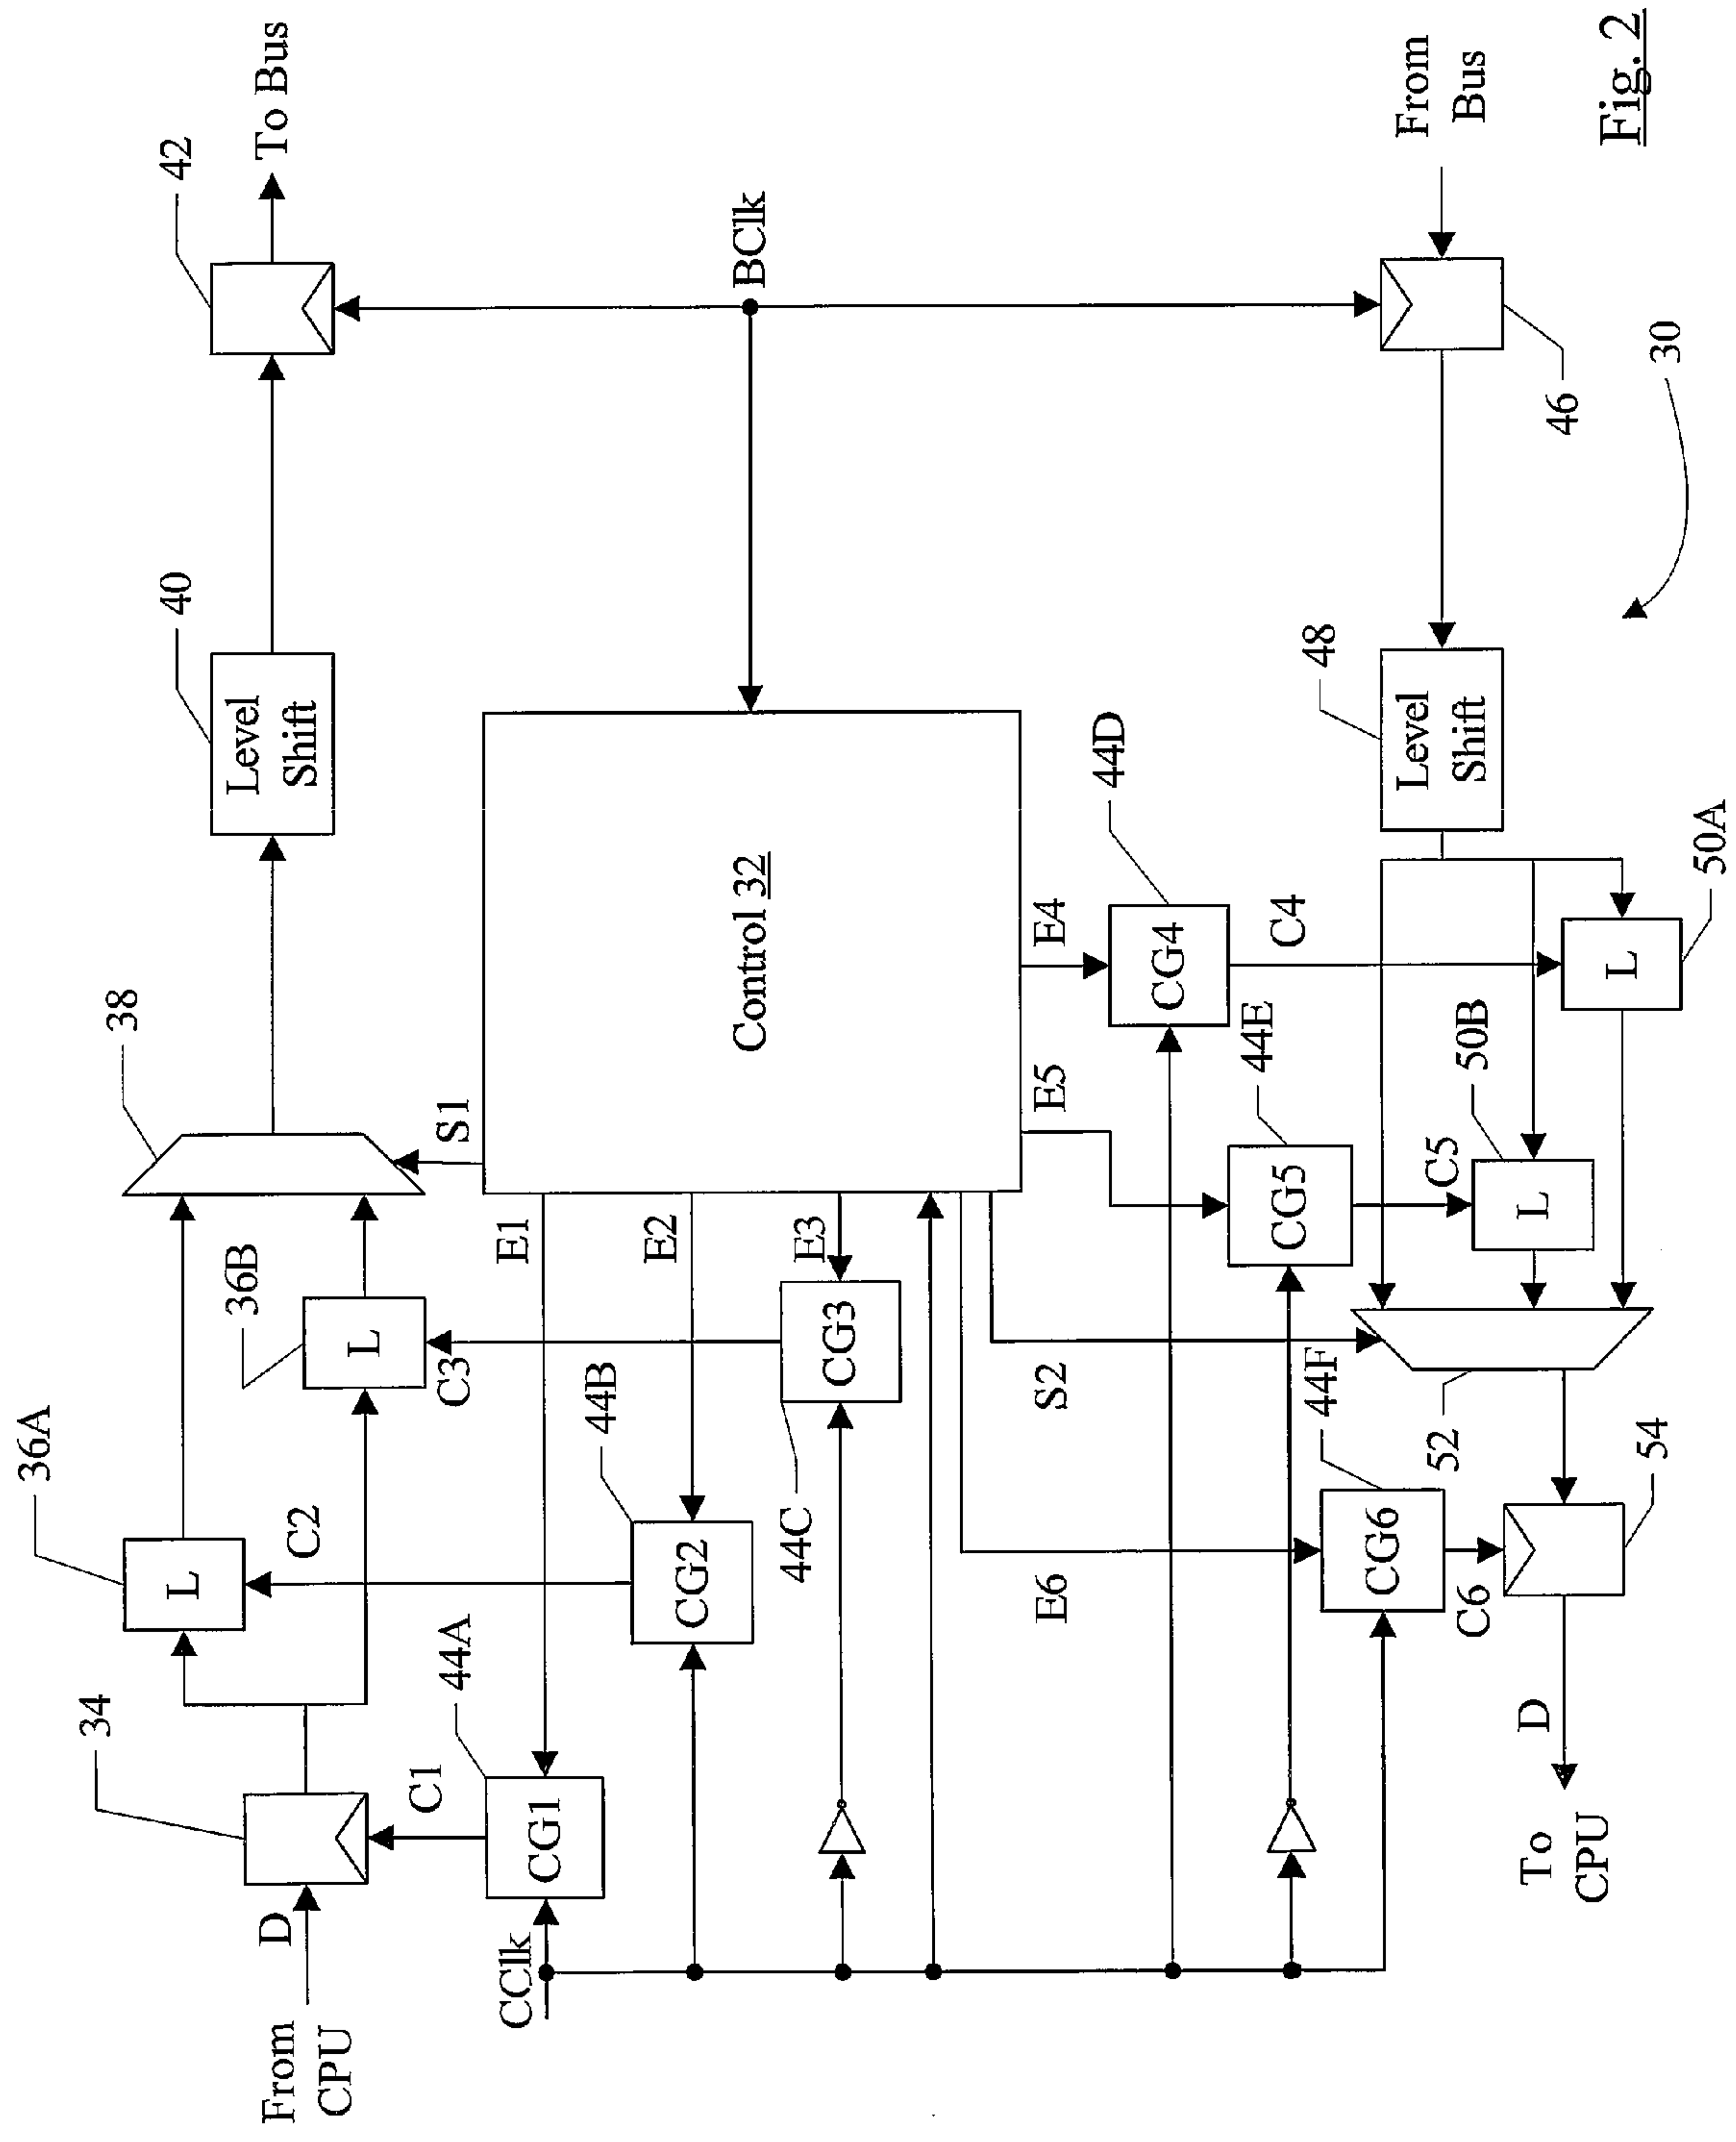 42
To Bus
40
Level
Shift
38
36A
36B
L
L
34
D
From
CPU
C1
C2
C3
S1
BClk
Control 32
E1
E2
E3
44A
CG1
44B
CG2
44C
CG3
CClk
E4
E5
E6
S2
44D
CG4
C4
44E
CG5
C5
44F
CG6
C6
From
Bus
46
48
Level
Shift
50A
L
50B
L
52
54
D
To
CPU
30
Fig. 2